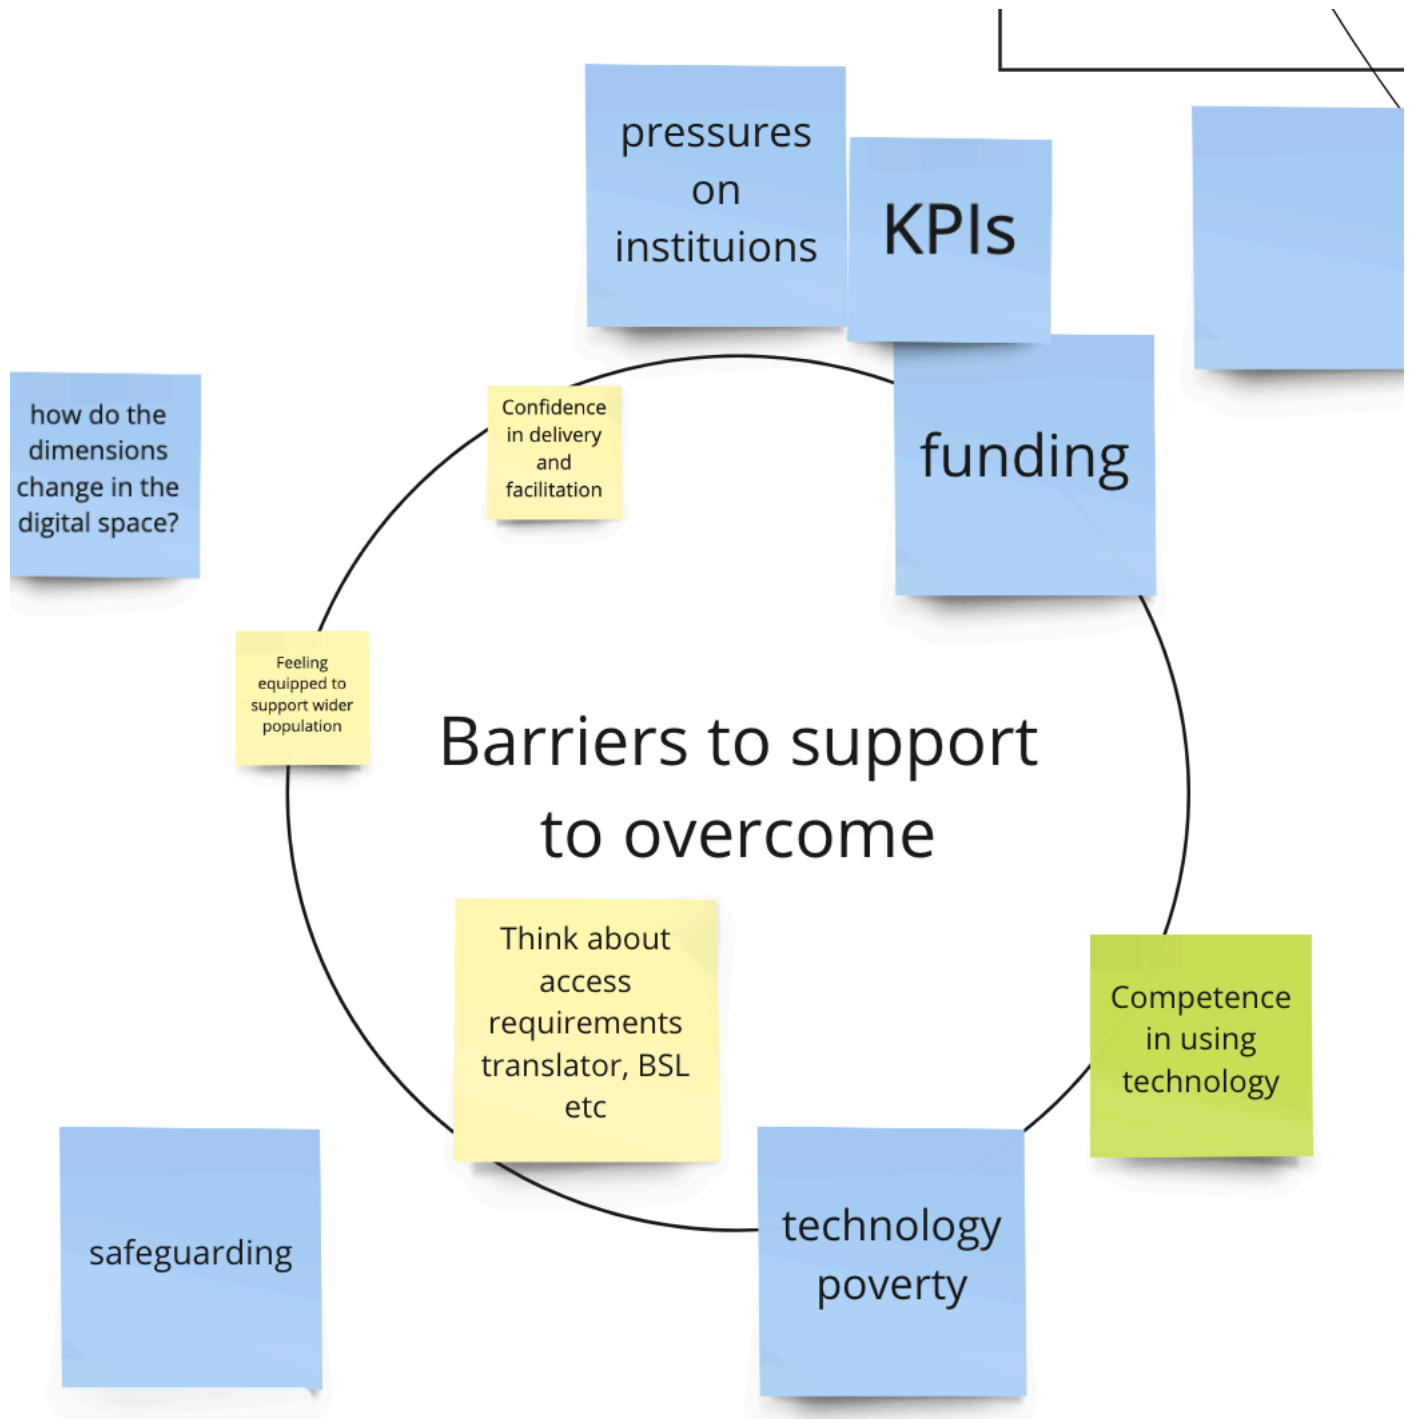 pressures
on
instituions
KPIs
funding
how do the
dimensions
change in the
digital space?
Confidence
in delivery
and
facilitation
Feeling
equipped to
support wider
population
Barriers to support
to overcome
Think about
access
requirements
translator, BSL
etc
Competence
in using
technology
safeguarding
technology
poverty